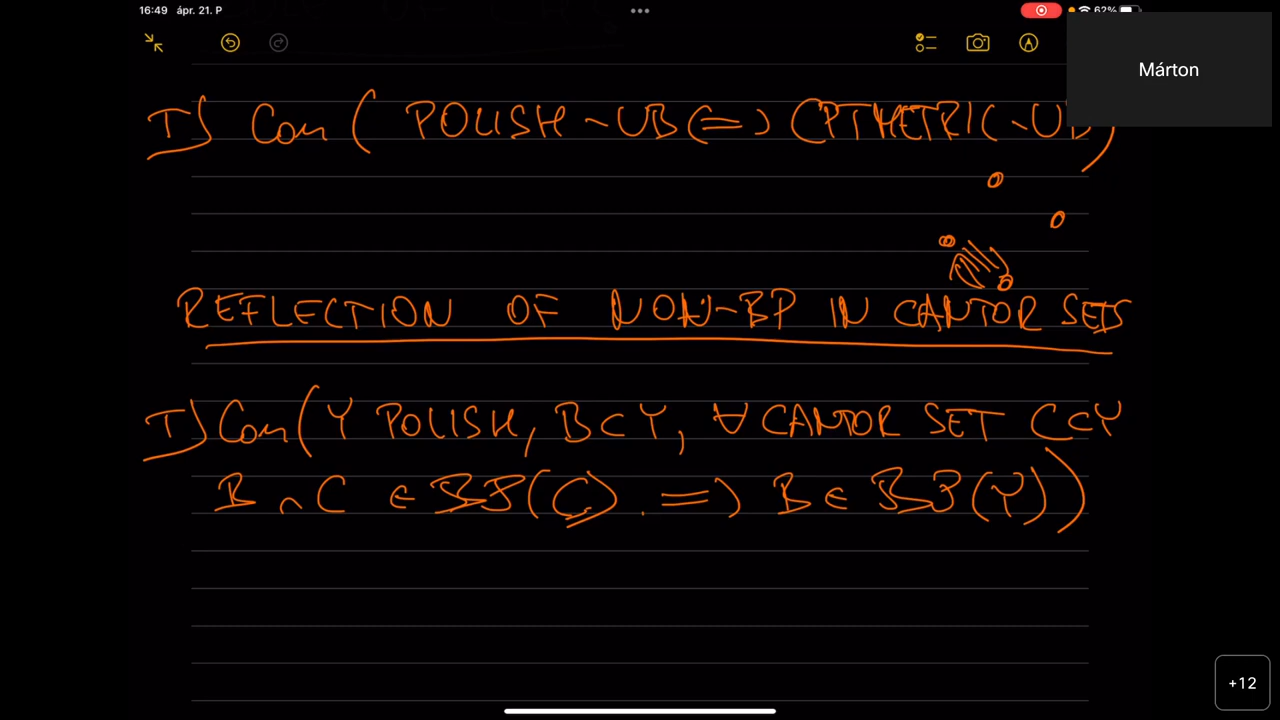 16:49 ápr. 21. P
62%
Márton
T) Con ( POLISH-UB (=) CPTMETRIC-UB )
REFLECTION OF NON-BP IN CANTOR SETS
T) Con ( Y POLISH, B⊂Y, ∀ CANTOR SET C⊂Y
B ∩ C ∈ BP(C) => B ∈ BP(Y) )
+12